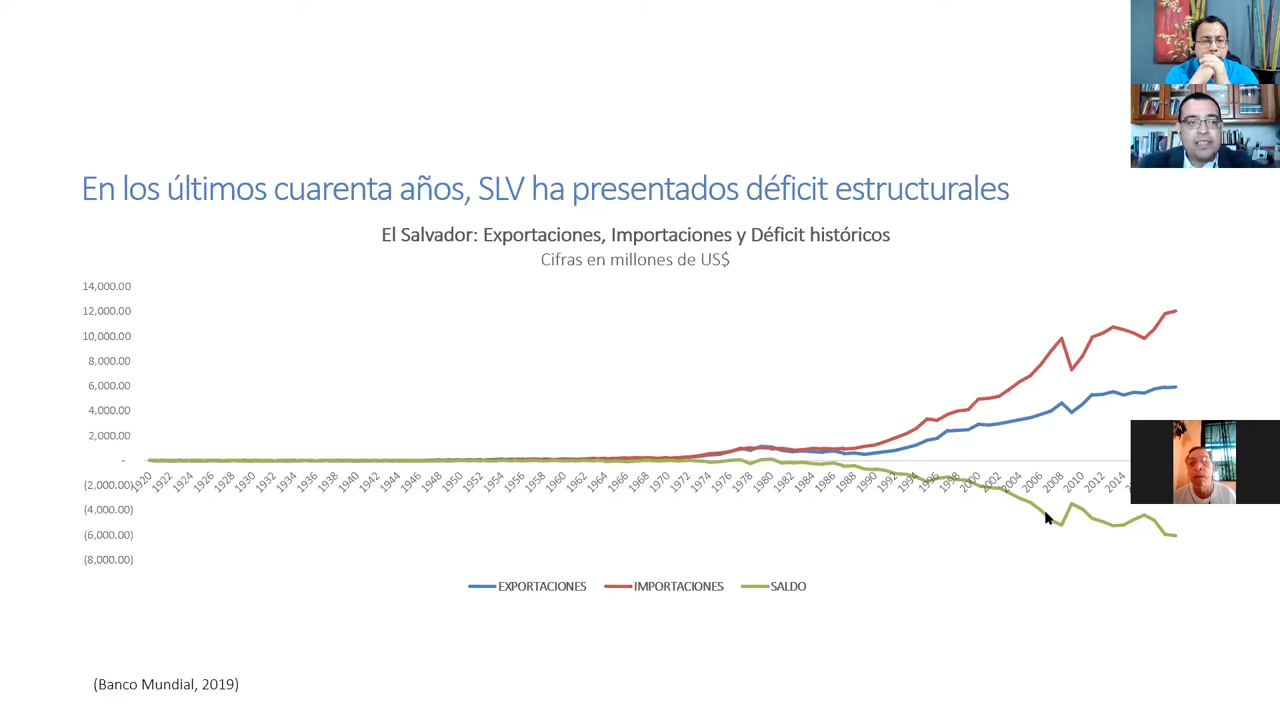 En los últimos cuarenta años, SLV ha presentados déficit estructurales
El Salvador: Exportaciones, Importaciones y Déficit históricos
Cifras en millones de US$
14,000.00
12,000.00
10,000.00
8,000.00
6,000.00
4,000.00
2,000.00
-
(2,000.00)
(4,000.00)
(6,000.00)
(8,000.00)
1920 1922 1924 1926 1928 1930 1932 1934 1936 1938 1940 1942 1944 1946 1948 1950 1952 1954 1956 1958 1960 1962 1964 1966 1968 1970 1972 1974 1976 1978 1980 1982 1984 1986 1988 1990 1992 1994 1996 1998 2000 2002 2004 2006 2008 2010 2012 2014
EXPORTACIONES IMPORTACIONES SALDO
(Banco Mundial, 2019)